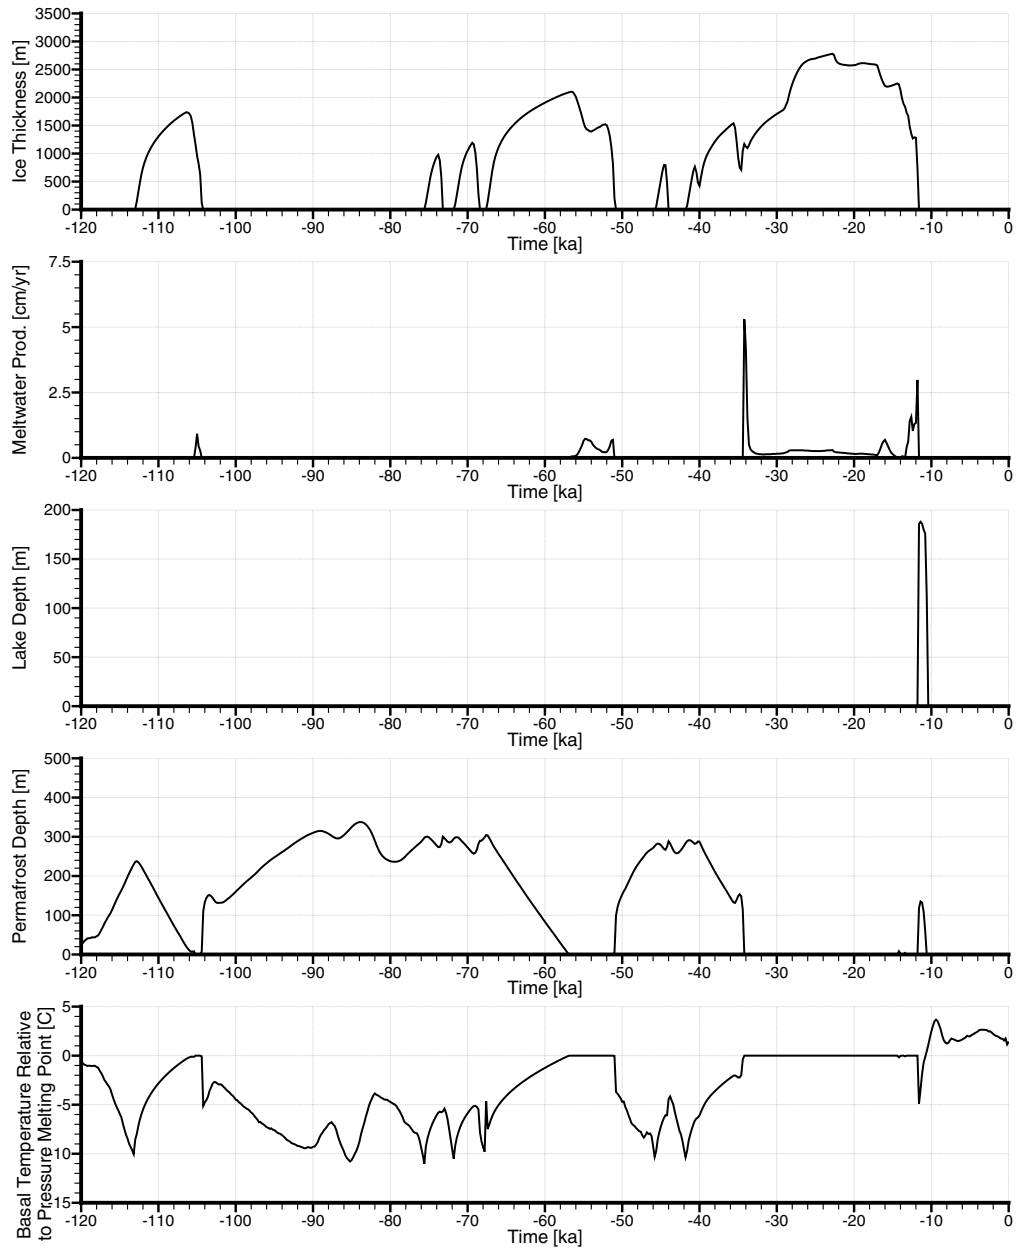 Ice Thickness [m]
3500
3000
2500
2000
1500
1000
500
0
-120 -110 -100 -90 -80 -70 -60 -50 -40 -30 -20 -10 0
Time [ka]
Meltwater Prod. [cm/yr]
7.5
5
2.5
0
-120 -110 -100 -90 -80 -70 -60 -50 -40 -30 -20 -10 0
Time [ka]
Lake Depth [m]
200
150
100
50
0
-120 -110 -100 -90 -80 -70 -60 -50 -40 -30 -20 -10 0
Time [ka]
Permafrost Depth [m]
500
400
300
200
100
0
-120 -110 -100 -90 -80 -70 -60 -50 -40 -30 -20 -10 0
Time [ka]
Basal Temperature Relative
to Pressure Melting Point [C]
5
0
-5
-10
-15
-120 -110 -100 -90 -80 -70 -60 -50 -40 -30 -20 -10 0
Time [ka]